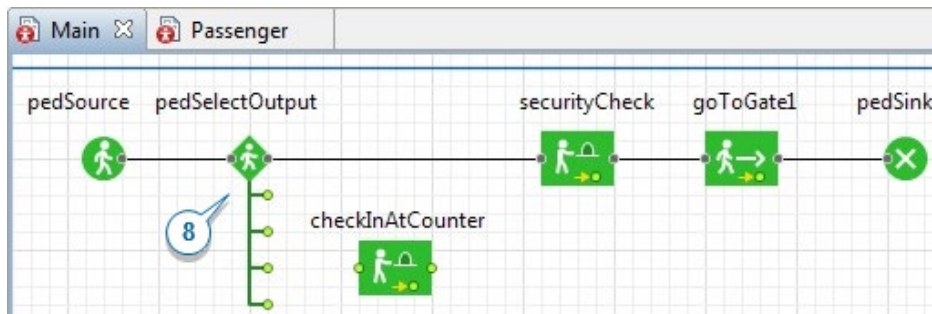 Main Passenger
pedSource pedSelectOutput securityCheck goToGate1 pedSink
8
checkInAtCounter